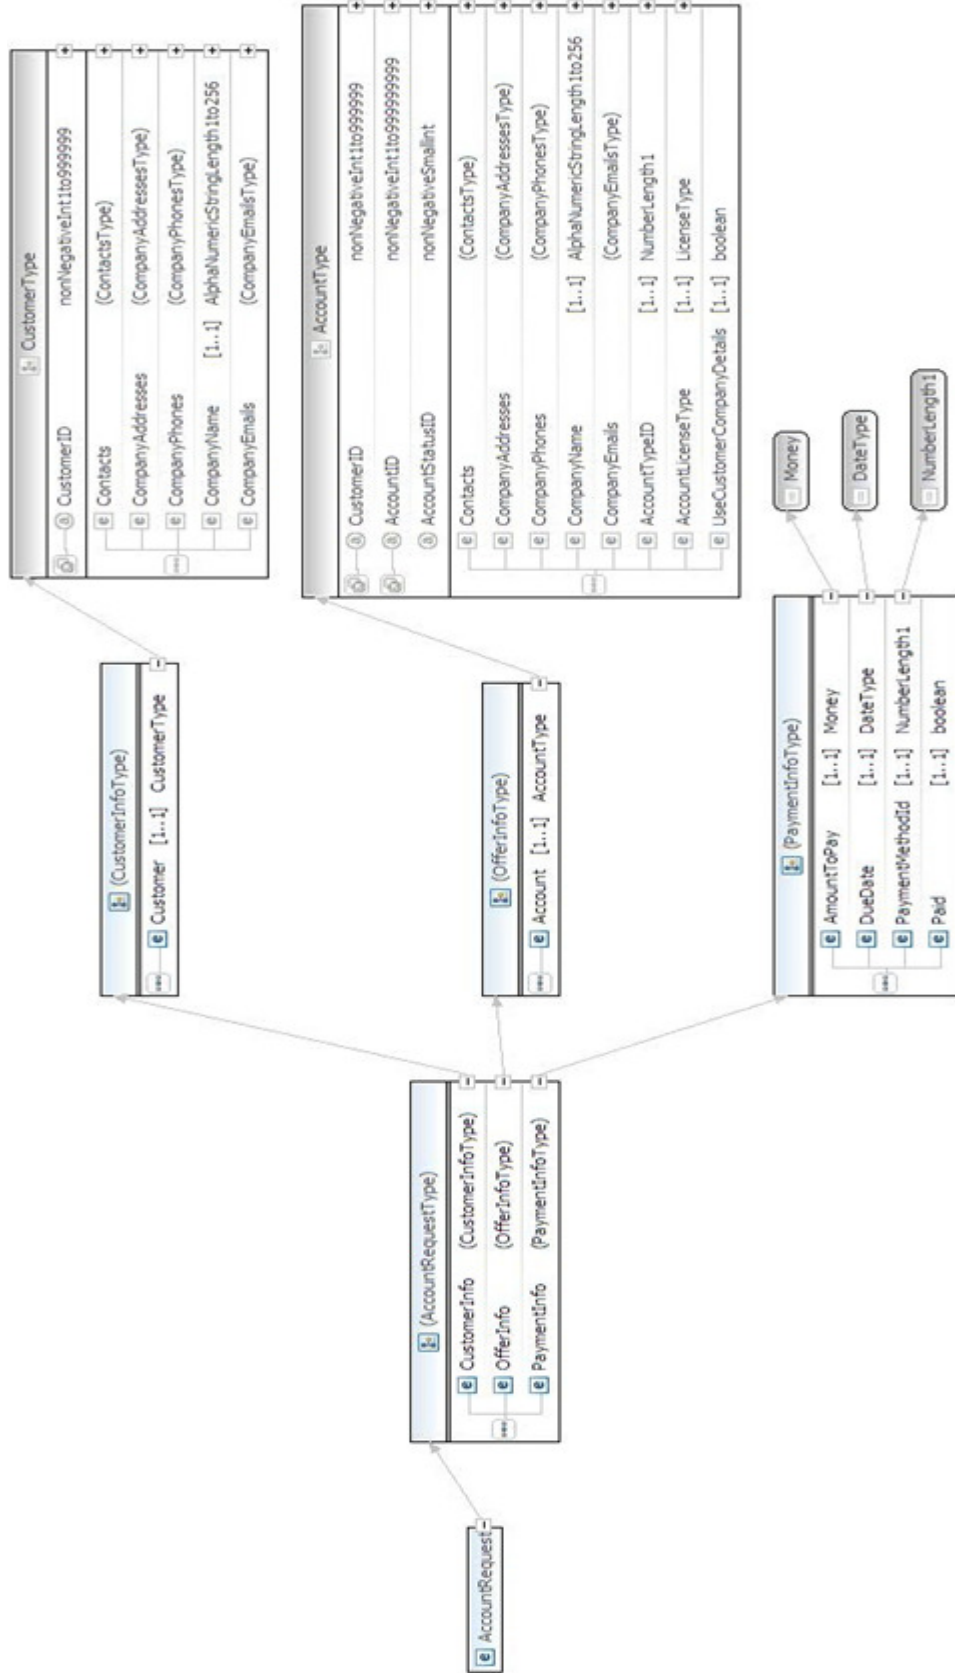 AccountRequest
(AccountRequestType)
CustomerInfo (CustomerInfoType)
OfferInfo (OfferInfoType)
PaymentInfo (PaymentInfoType)
(CustomerInfoType)
Customer [1..1] CustomerType
(OfferInfoType)
Account [1..1] AccountType
(PaymentInfoType)
AmountToPay [1..1] Money
DueDate [1..1] DateType
PaymentMethodId [1..1] NumberLength1
Paid [1..1] boolean
CustomerType
CustomerID nonNegativeInt1to999999
Contacts (ContactsType)
CompanyAddresses (CompanyAddressesType)
CompanyPhones (CompanyPhonesType)
CompanyName [1..1] AlphaNumericStringLength1to256
CompanyEmails (CompanyEmailsType)
AccountType
CustomerID nonNegativeInt1to999999
AccountID nonNegativeInt1to9999999999
AccountStatusID nonNegativeSmallint
Contacts (ContactsType)
CompanyAddresses (CompanyAddressesType)
CompanyPhones (CompanyPhonesType)
CompanyName [1..1] AlphaNumericStringLength1to256
CompanyEmails (CompanyEmailsType)
AccountTypeID [1..1] NumberLength1
AccountLicenseType [1..1] LicenseType
UseCustomerCompanyDetails [1..1] boolean
Money
DateType
NumberLength1